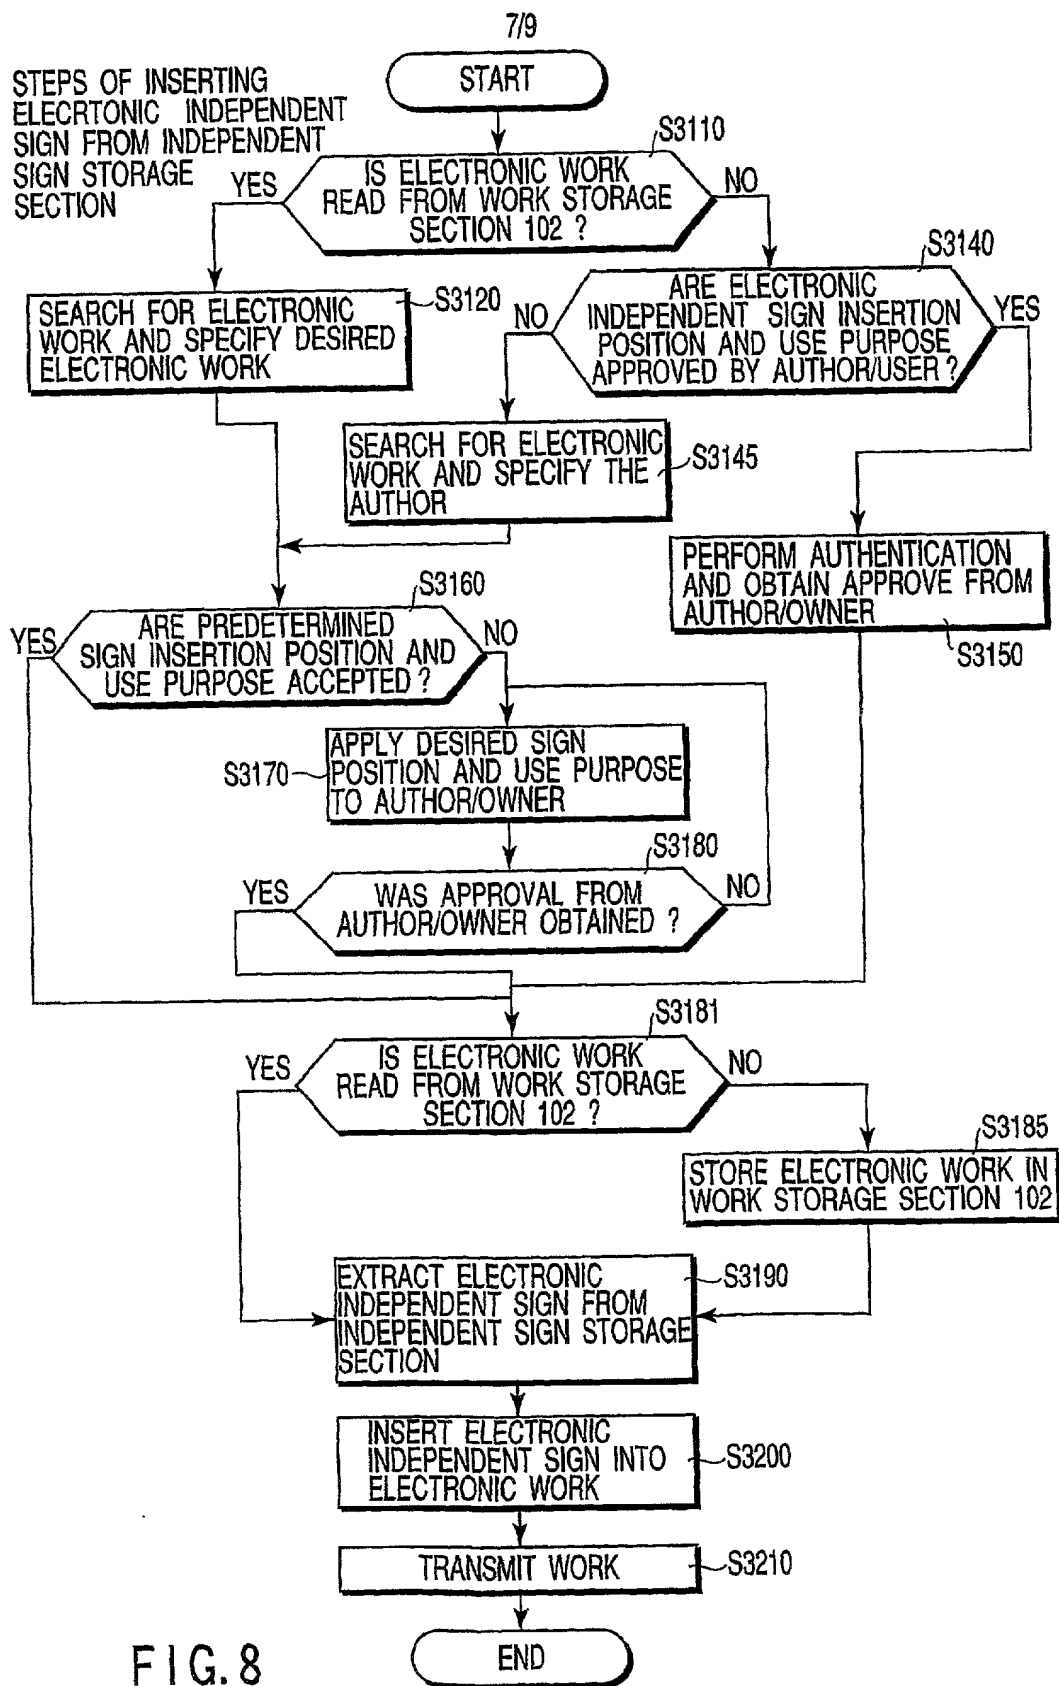 7/9
START
STEPS OF INSERTING
ELECRTONIC INDEPENDENT
SIGN FROM INDEPENDENT
SIGN STORAGE
SECTION
S3110
YES
IS ELECTRONIC WORK
READ FROM WORK STORAGE
SECTION 102 ?
NO
S3140
S3120
SEARCH FOR ELECTRONIC
WORK AND SPECIFY DESIRED
ELECTRONIC WORK
NO
ARE ELECTRONIC
INDEPENDENT SIGN INSERTION
POSITION AND USE PURPOSE
APPROVED BY AUTHOR/USER ?
YES
SEARCH FOR ELECTRONIC
WORK AND SPECIFY THE
AUTHOR
S3145
PERFORM AUTHENTICATION
AND OBTAIN APPROVE FROM
AUTHOR/OWNER
S3150
S3160
YES
ARE PREDETERMINED
SIGN INSERTION POSITION AND
USE PURPOSE ACCEPTED ?
NO
S3170
APPLY DESIRED SIGN
POSITION AND USE PURPOSE
TO AUTHOR/OWNER
S3180
YES
WAS APPROVAL FROM
AUTHOR/OWNER OBTAINED ?
NO
S3181
YES
IS ELECTRONIC WORK
READ FROM WORK STORAGE
SECTION 102 ?
NO
S3185
STORE ELECTRONIC WORK IN
WORK STORAGE SECTION 102
EXTRACT ELECTRONIC
INDEPENDENT SIGN FROM
INDEPENDENT SIGN STORAGE
SECTION
S3190
INSERT ELECTRONIC
INDEPENDENT SIGN INTO
ELECTRONIC WORK
S3200
TRANSMIT WORK
S3210
END
FIG. 8